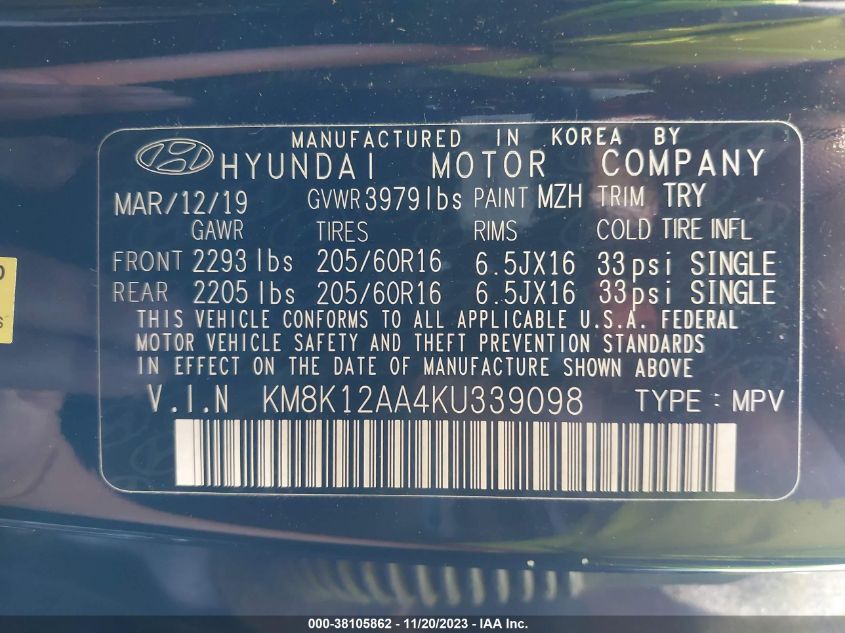 MANUFACTURED IN KOREA BY
HYUNDAI MOTOR COMPANY
MAR/12/19 GVWR 3979 lbs PAINT MZH TRIM TRY
GAWR TIRES RIMS COLD TIRE INFL
FRONT 2293 lbs 205/60R16 6.5JX16 33 psi SINGLE
REAR 2205 lbs 205/60R16 6.5JX16 33 psi SINGLE
THIS VEHICLE CONFORMS TO ALL APPLICABLE U.S.A. FEDERAL
MOTOR VEHICLE SAFETY AND THEFT PREVENTION STANDARDS
IN EFFECT ON THE DATE OF MANUFACTURE SHOWN ABOVE
V.I.N KM8K12AA4KU339098 TYPE : MPV
000-38105862 - 11/20/2023 - IAA Inc.